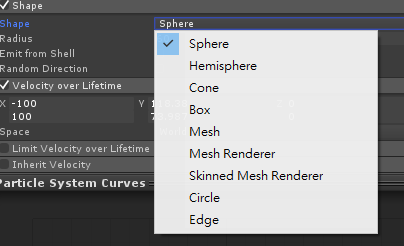 Shape
Shape Sphere
Radius
Emit from Shell
Random Direction
Velocity over Lifetime
X -100 Y
100
Space
Limit Velocity over Lifetime
Inherit Velocity
Particle System Curves
Sphere
Hemisphere
Cone
Box
Mesh
Mesh Renderer
Skinned Mesh Renderer
Circle
Edge